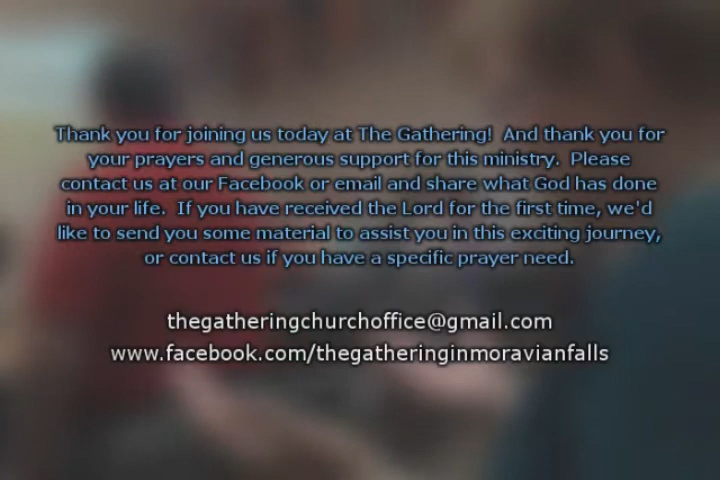 Thank you for joining us today at The Gathering!  And thank you for
your prayers and generous support for this ministry.  Please
contact us at our Facebook or email and share what God has done
in your life.  If you have received the Lord for the first time, we'd
like to send you some material to assist you in this exciting journey,
or contact us if you have a specific prayer need.
thegatheringchurchoffice@gmail.com
www.facebook.com/thegatheringinmoravianfalls